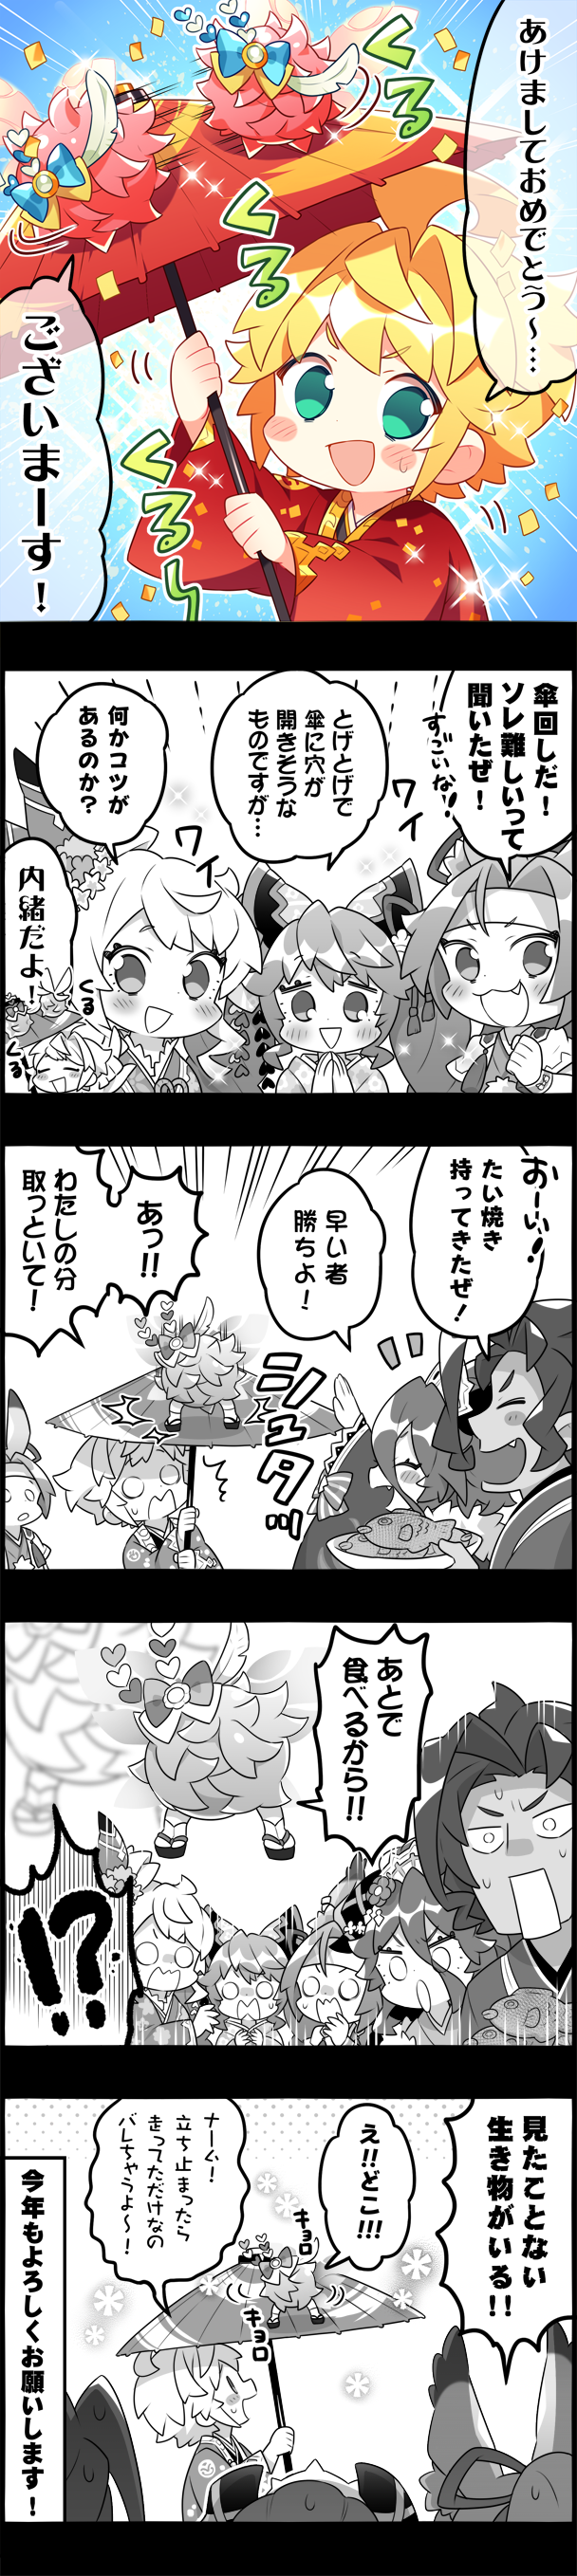 あけましておめでとう～…
くる
くる
くるり
ございまーす！
傘回しだ！
ソレ難しいって
聞いたぜ！
すごいな！
ワイ
とげとげで
傘に穴が
開きそうな
ものですが…
ワイ
何かコツが
あるのか？
内緒だよ！
くる
くる
おーい！
たい焼き
持ってきたぜ！
早い者
勝ちよ！
シュタッ
あっ!!
わたしの分
取っといて！
あとで
食べるから!!
!?
見たことない
生き物がいる!!
え!!どこ!!!
キョロ
キョロ
ナーム！
立ち止まったら
走ってただけなの
バレちゃうよ～！
今年もよろしくお願いします！